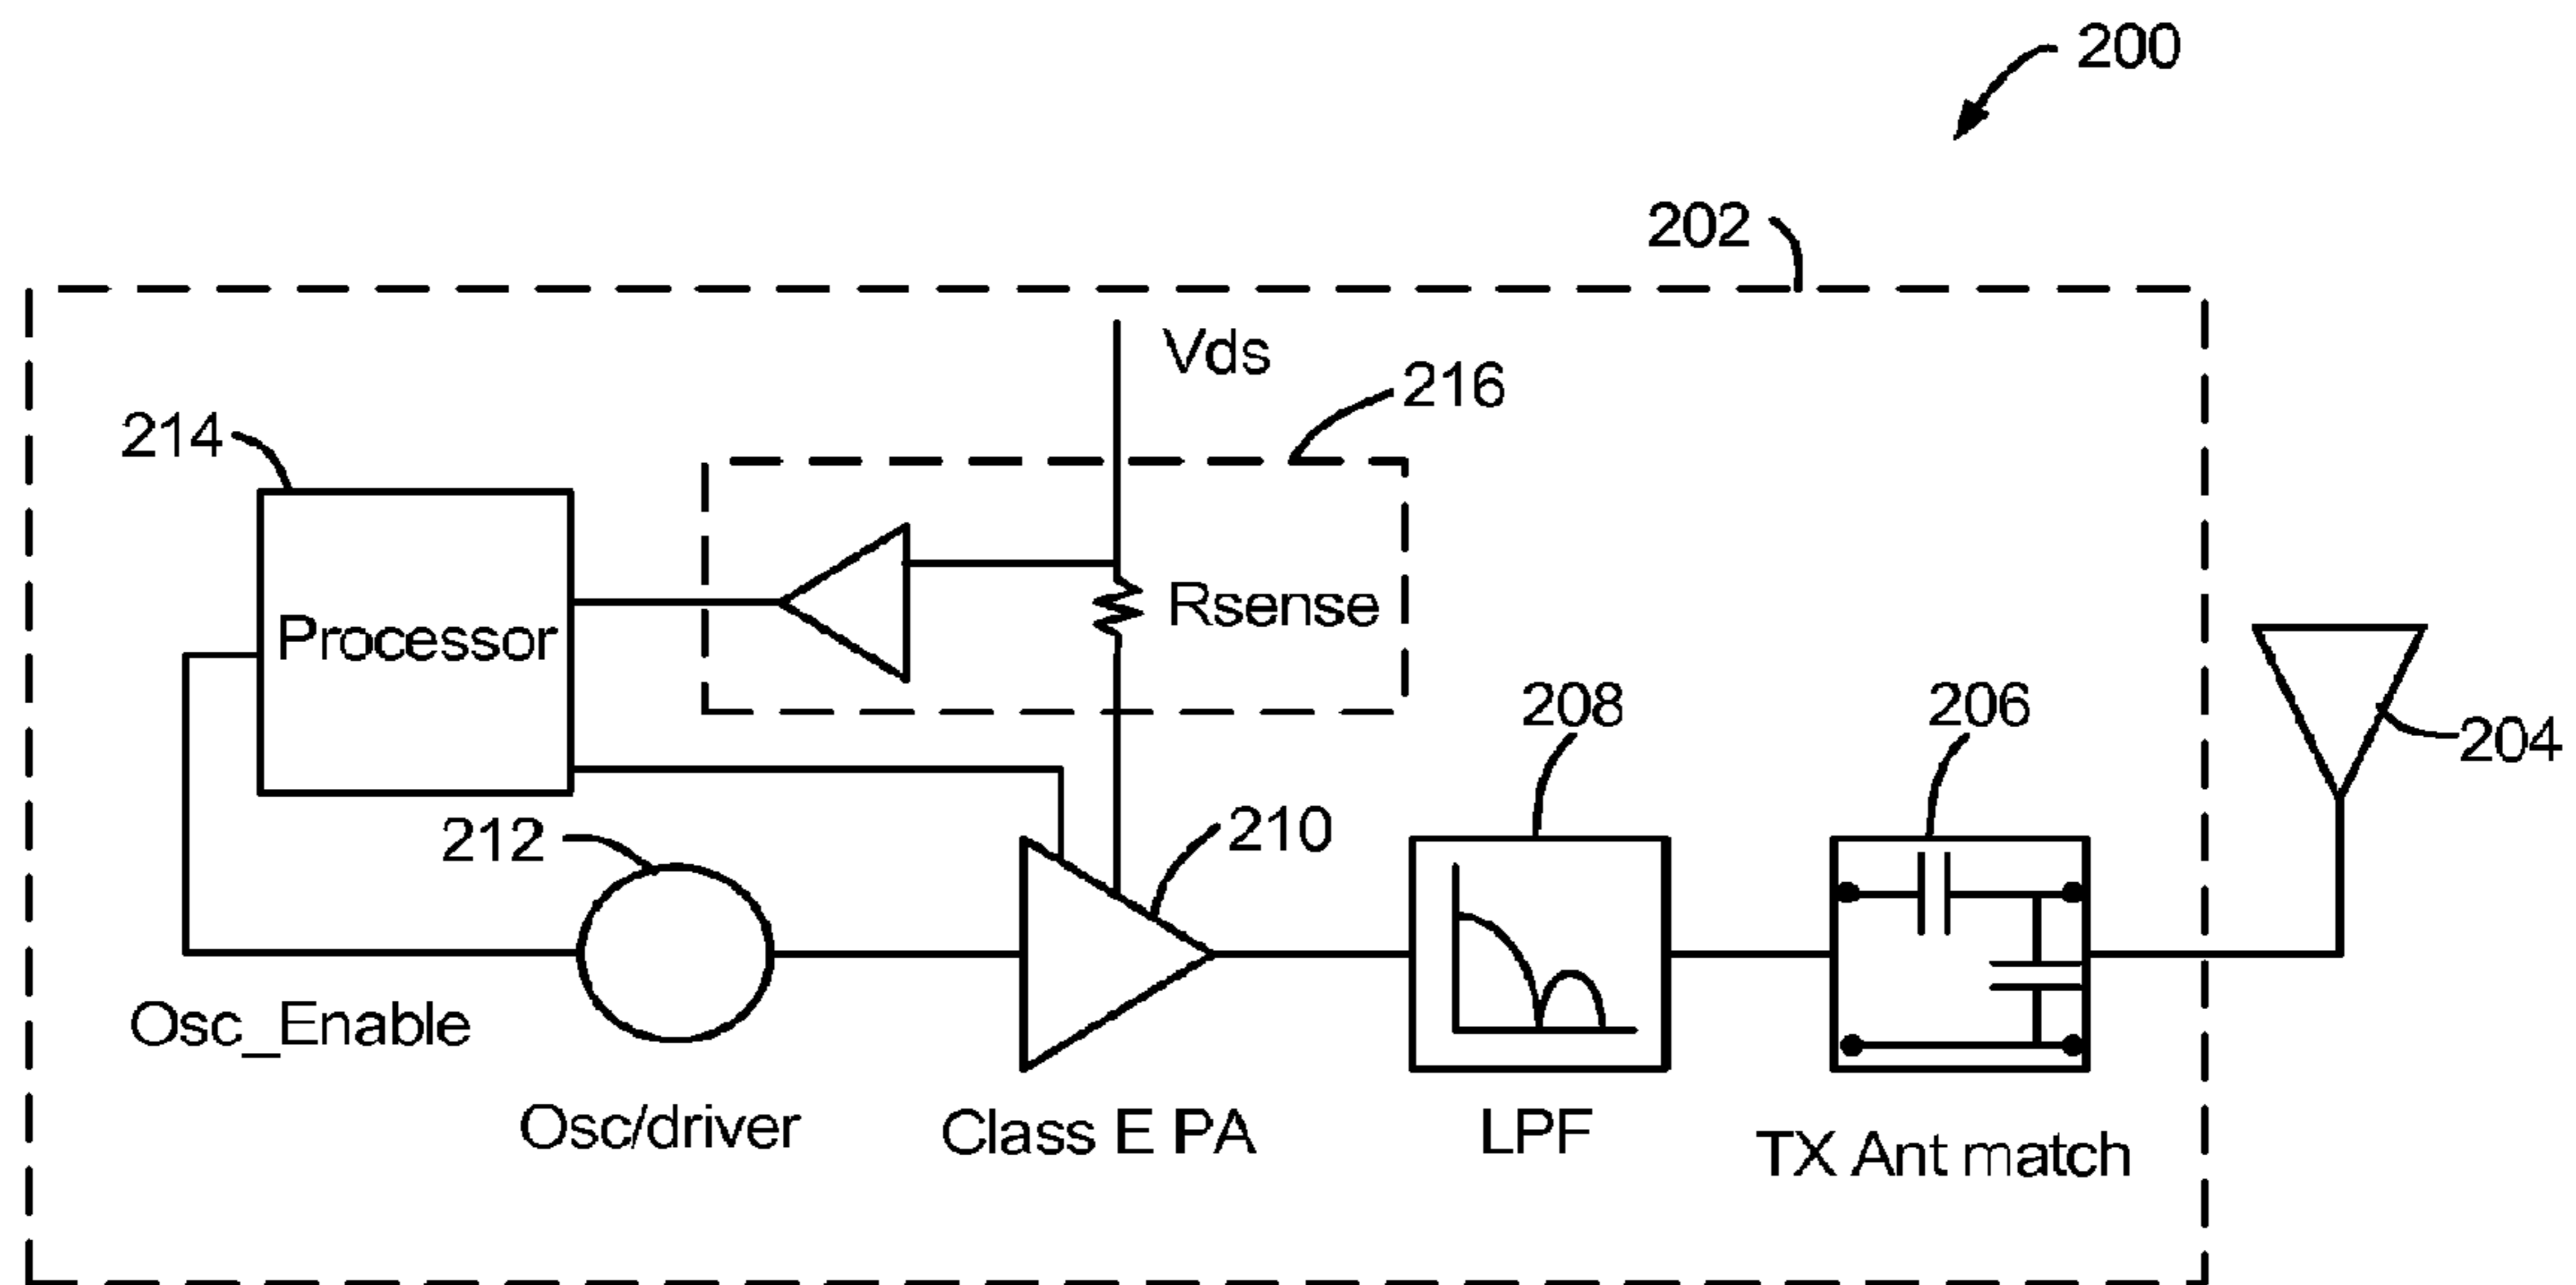 200
202
Vds
216
214
Processor
Rsense
208
206
204
212
210
Osc_Enable
Osc/driver
Class E PA
LPF
TX Ant match